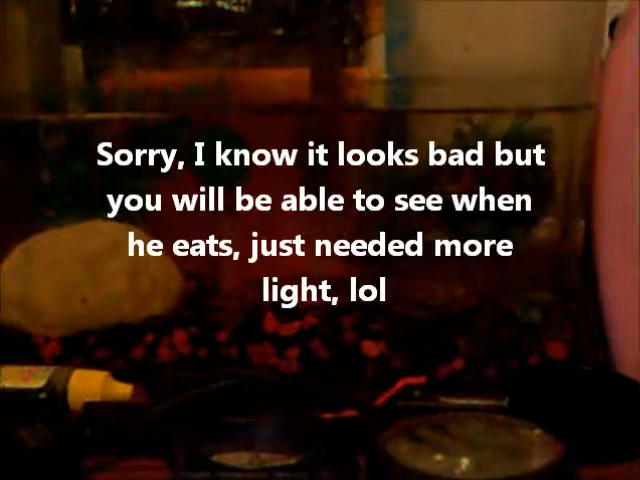 Sorry, I know it looks bad but
you will be able to see when
he eats, just needed more
light, lol